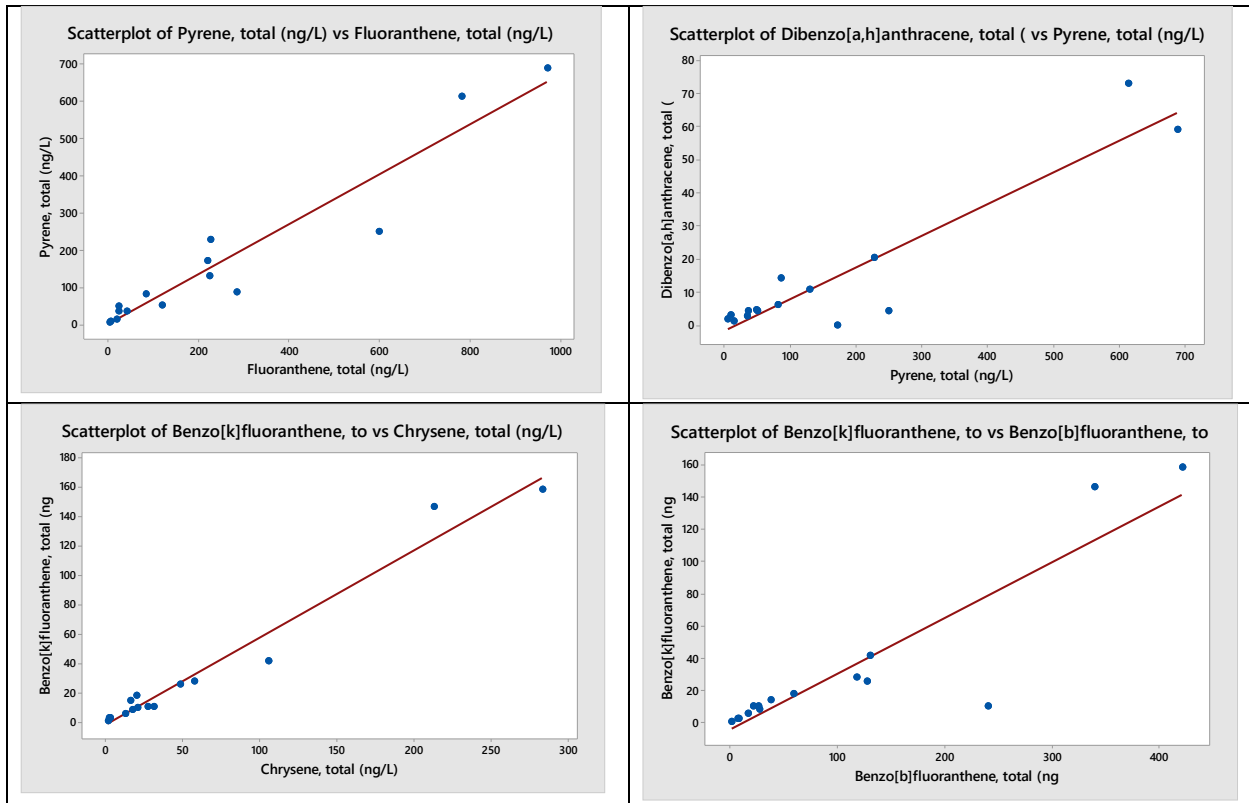 Scatterplot of Pyrene, total (ng/L) vs Fluoranthene, total (ng/L)
700
600
500
400
300
200
100
0
Pyrene, total (ng/L)
0 200 400 600 800 1000
Fluoranthene, total (ng/L)
Scatterplot of Dibenzo[a,h]anthracene, total ( vs Pyrene, total (ng/L)
80
70
60
50
40
30
20
10
0
Dibenzo[a,h]anthracene, total (
0 100 200 300 400 500 600 700
Pyrene, total (ng/L)
Scatterplot of Benzo[k]fluoranthene, to vs Chrysene, total (ng/L)
180
160
140
120
100
80
60
40
20
0
Benzo[k]fluoranthene, total (ng
0 50 100 150 200 250 300
Chrysene, total (ng/L)
Scatterplot of Benzo[k]fluoranthene, to vs Benzo[b]fluoranthene, to
160
140
120
100
80
60
40
20
0
Benzo[k]fluoranthene, total (ng
0 100 200 300 400
Benzo[b]fluoranthene, total (ng